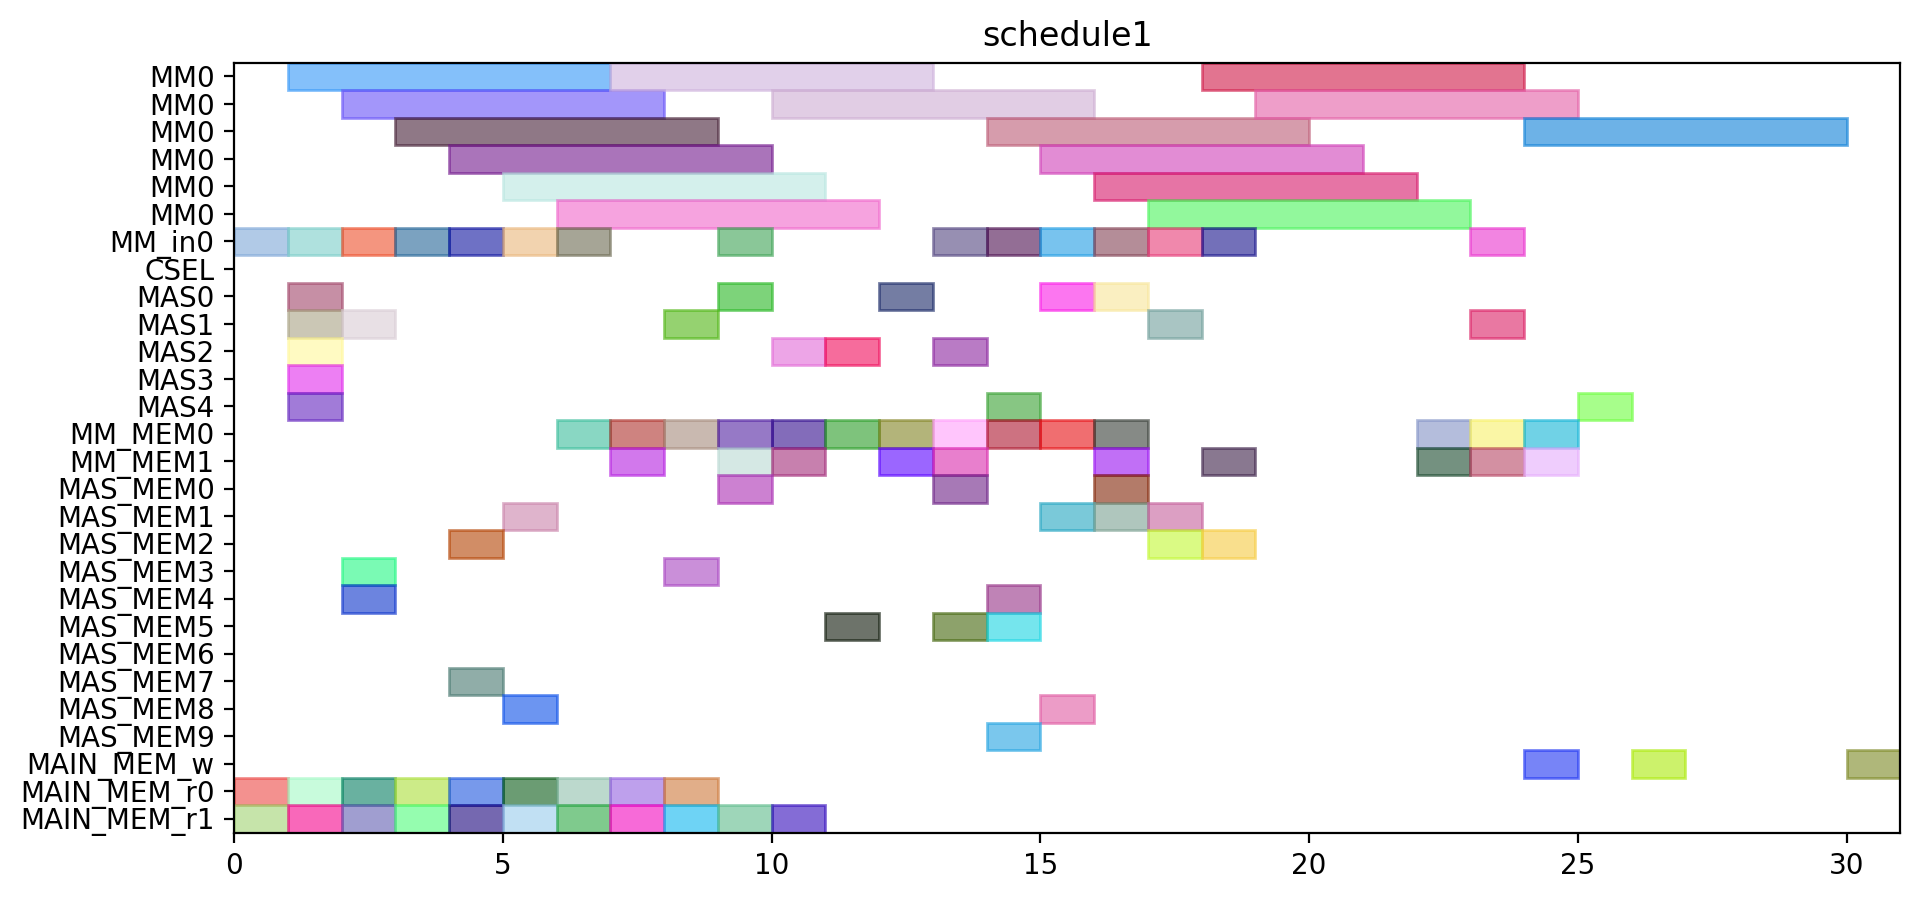 schedule1
MM0
MM0
MM0
MM0
MM0
MM0
MM_in0
CSEL
MAS0
MAS1
MAS2
MAS3
MAS4
MM_MEM0
MM_MEM1
MAS_MEM0
MAS_MEM1
MAS_MEM2
MAS_MEM3
MAS_MEM4
MAS_MEM5
MAS_MEM6
MAS_MEM7
MAS_MEM8
MAS_MEM9
MAIN_MEM_w
MAIN_MEM_r0
MAIN_MEM_r1
0 5 10 15 20 25 30